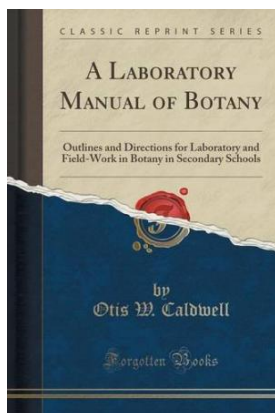 CLASSIC REPRINT SERIES
A LABORATORY
MANUAL OF BOTANY
Outlines and Directions for Laboratory and
Field-Work in Botany in Secondary Schools
by
Otis W. Caldwell
Forgotten Books